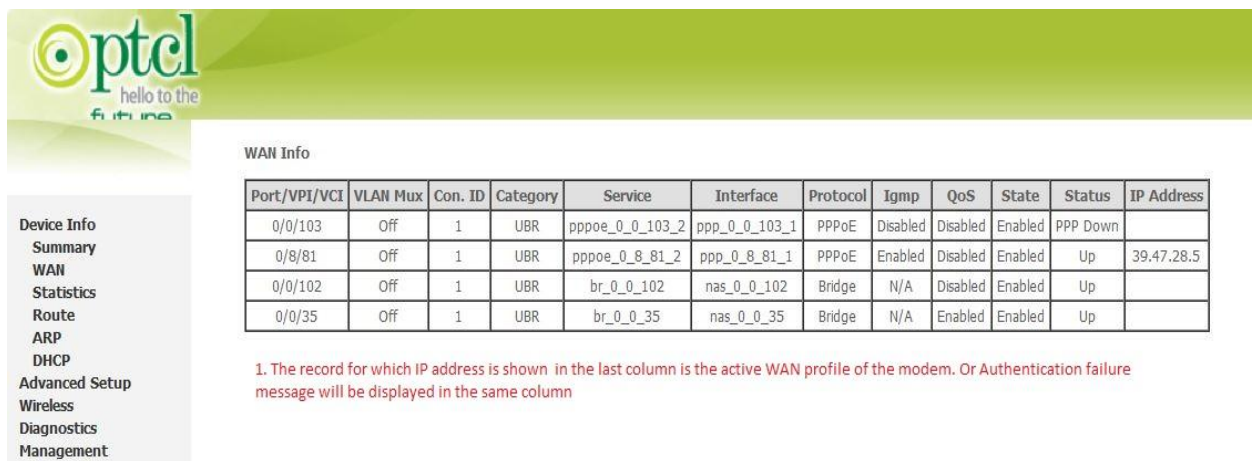 ptcl
hello to the
future
WAN Info
Port/VPI/VCI VLAN Mux Con. ID Category Service Interface Protocol Igmp QoS State Status IP Address
0/0/103 Off 1 UBR pppoe_0_0_103_2 ppp_0_0_103_1 PPPoE Disabled Disabled Enabled PPP Down
0/8/81 Off 1 UBR pppoe_0_8_81_2 ppp_0_8_81_1 PPPoE Enabled Disabled Enabled Up 39.47.28.5
0/0/102 Off 1 UBR br_0_0_102 nas_0_0_102 Bridge N/A Disabled Enabled Up
0/0/35 Off 1 UBR br_0_0_35 nas_0_0_35 Bridge N/A Enabled Enabled Up
1. The record for which IP address is shown in the last column is the active WAN profile of the modem. Or Authentication failure
message will be displayed in the same column
Device Info
Summary
WAN
Statistics
Route
ARP
DHCP
Advanced Setup
Wireless
Diagnostics
Management